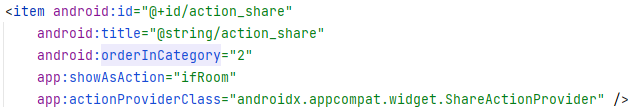 <item android:id="@+id/action_share"
android:title="@string/action_share"
android:orderInCategory="2"
app:showAsAction="ifRoom"
app:actionProviderClass="androidx.appcompat.widget.ShareActionProvider" />